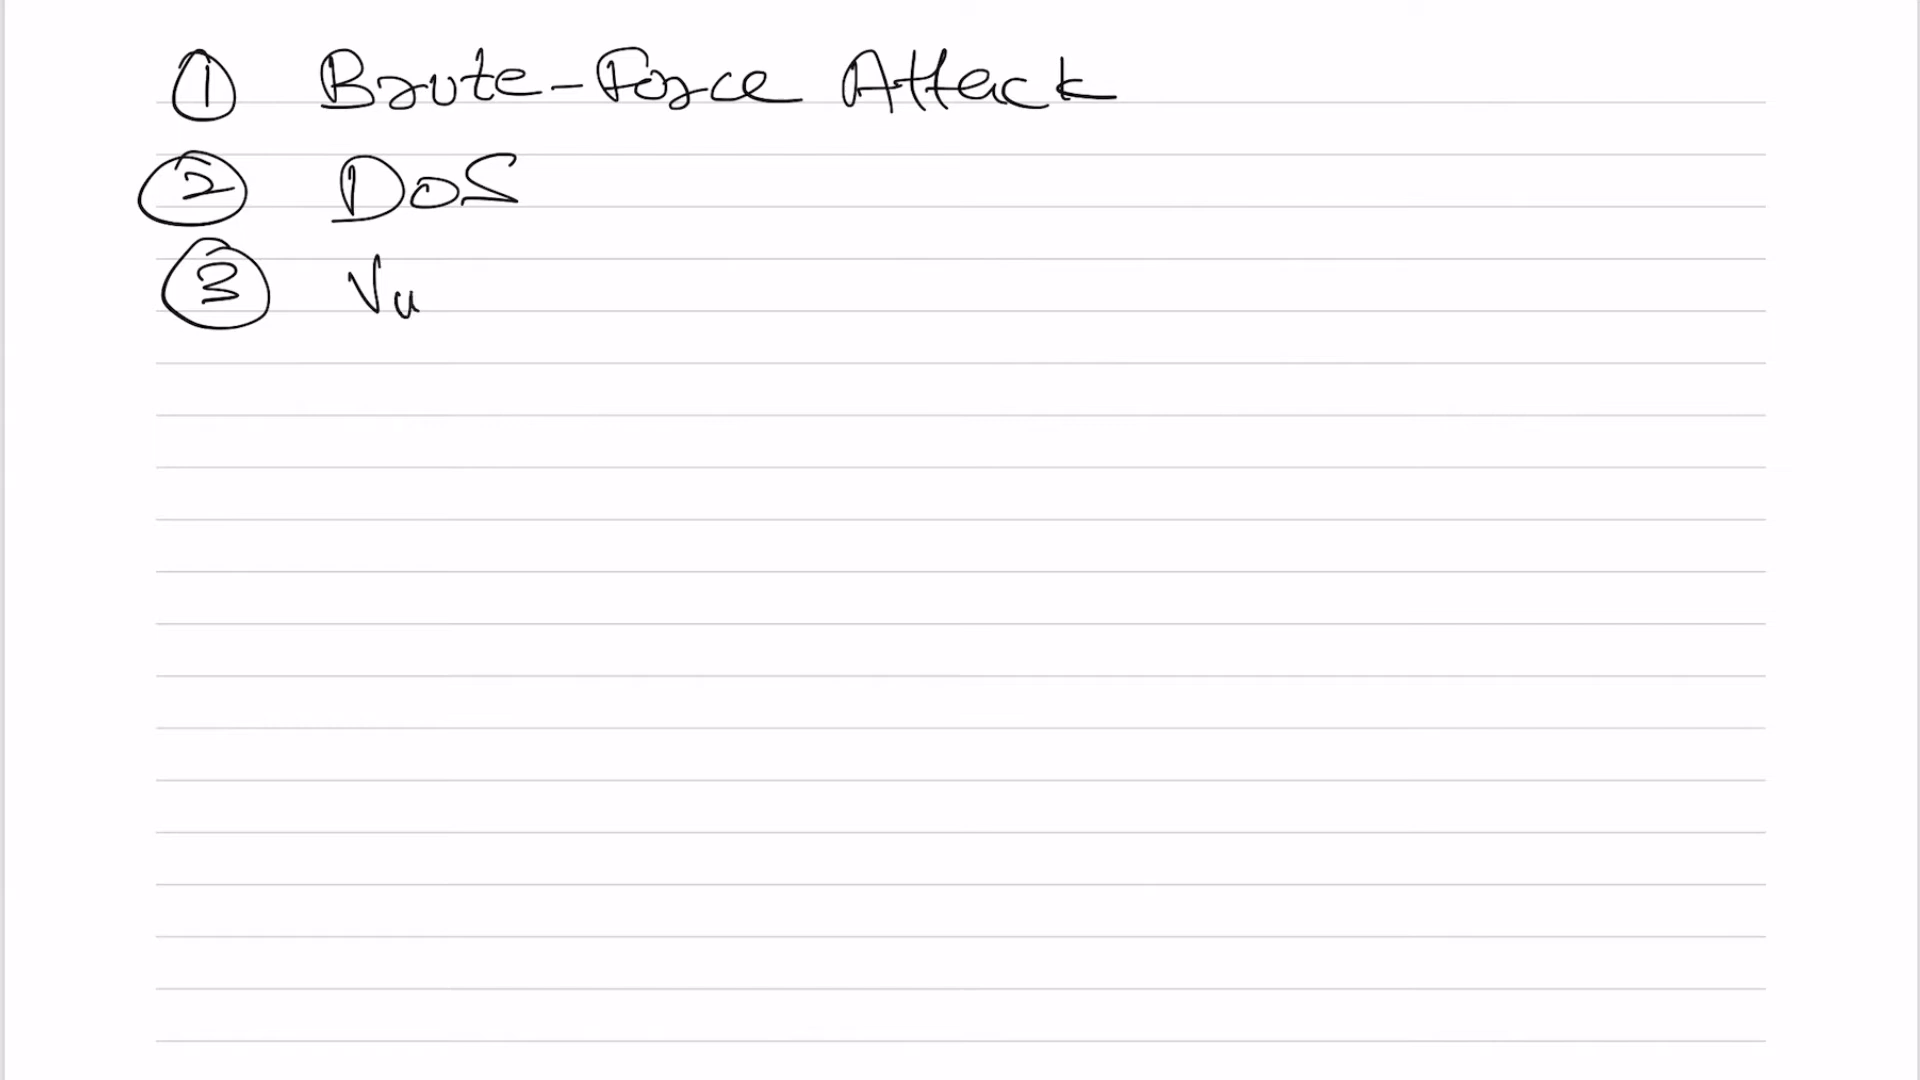 ① Brute-Force Attack
② DoS
③ Vu